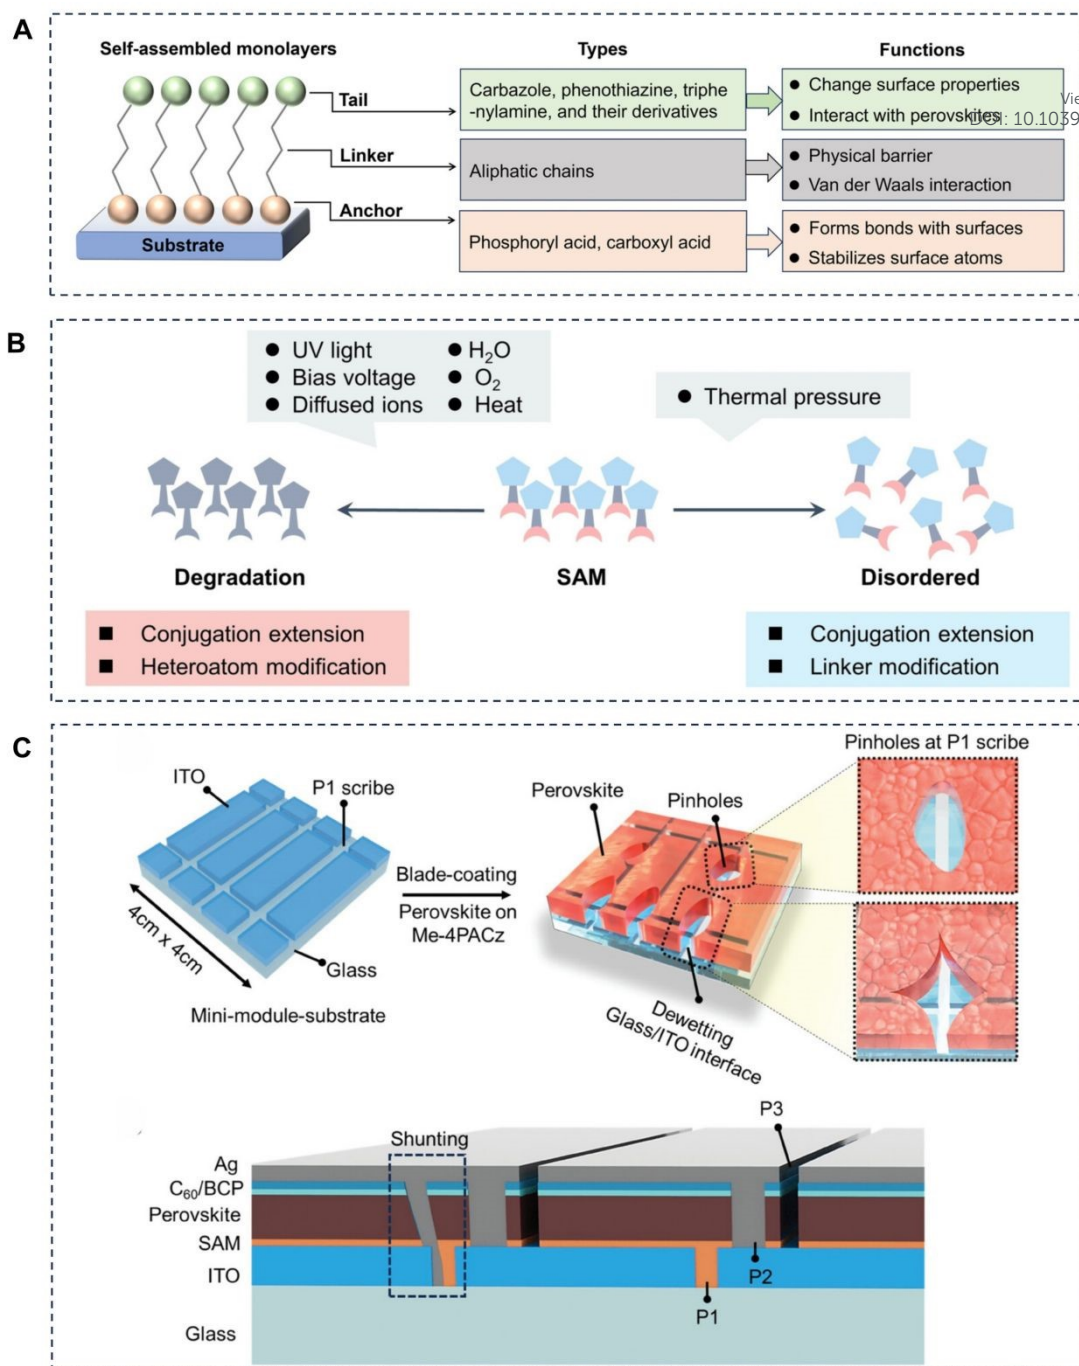 A
Self-assembled monolayers
Types
Functions
Tail
Linker
Anchor
Substrate
Carbazole, phenothiazine, triphe
-nylamine, and their derivatives
● Change surface properties
● Interact with perovskites
Vie
DOI: 10.1039
Aliphatic chains
● Physical barrier
● Van der Waals interaction
Phosphoryl acid, carboxyl acid
● Forms bonds with surfaces
● Stabilizes surface atoms
B
● UV light
● Bias voltage
● Diffused ions
● H₂O
● O₂
● Heat
● Thermal pressure
Degradation
SAM
Disordered
■ Conjugation extension
■ Heteroatom modification
■ Conjugation extension
■ Linker modification
C
ITO
P1 scribe
4cm x 4cm
Glass
Mini-module-substrate
Blade-coating
Perovskite on
Me-4PACz
Perovskite
Pinholes
Dewetting
Glass/ITO interface
Pinholes at P1 scribe
Shunting
P3
Ag
C₆₀/BCP
Perovskite
SAM
ITO
Glass
P2
P1